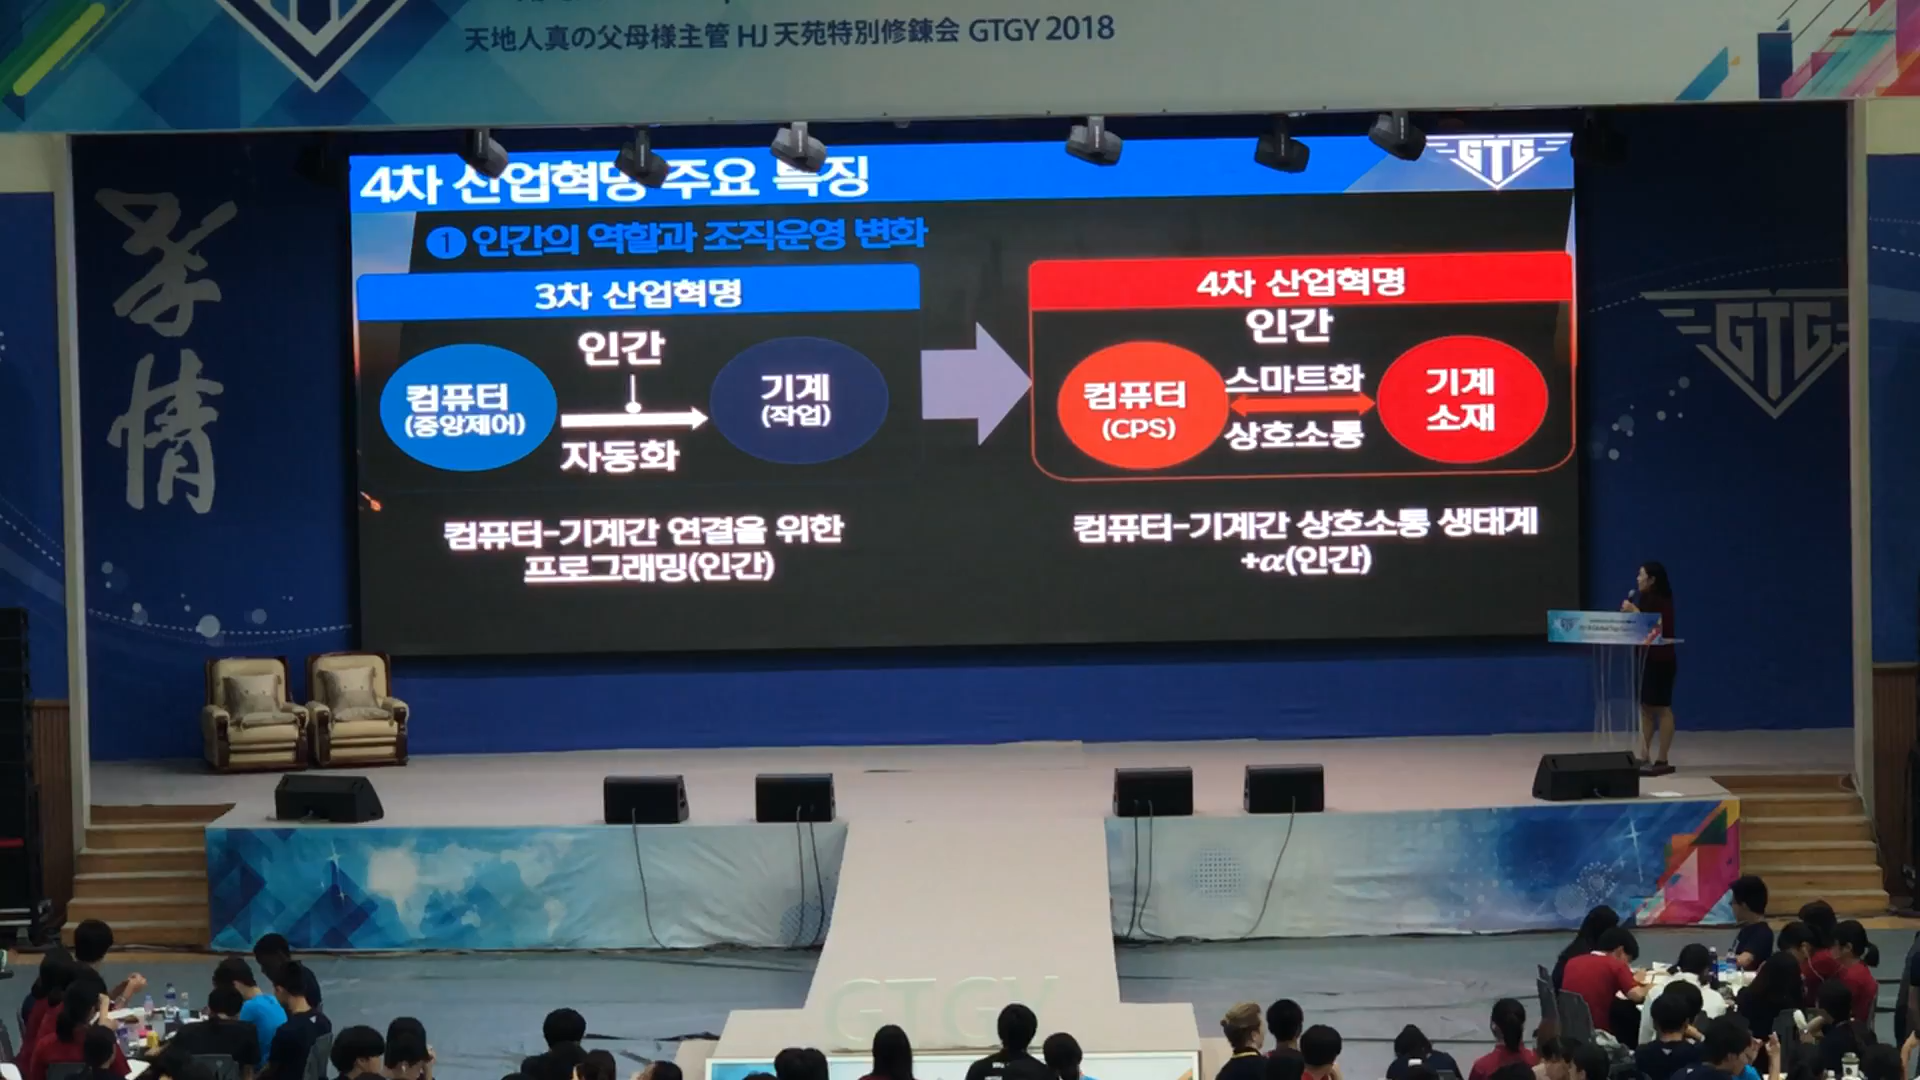 天地人真の父母様主管 HJ 天苑特別修錬会 GTGY 2018
4차 산업혁명 주요 특징
GTG
❶ 인간의 역할과 조직운영 변화
3차 산업혁명
인간
컴퓨터
(중앙제어)
자동화
기계
(작업)
컴퓨터-기계간 연결을 위한
프로그래밍(인간)
4차 산업혁명
인간
컴퓨터
(CPS)
스마트화
상호소통
기계
소재
컴퓨터-기계간 상호소통 생태계
+α(인간)
孝
情
GTG
GTGY